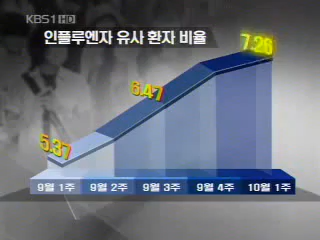 KBS1 HD
인플루엔자 유사 환자 비율
7.26
6.47
5.37
9월 1주 9월 2주 9월 3주 9월 4주 10월 1주